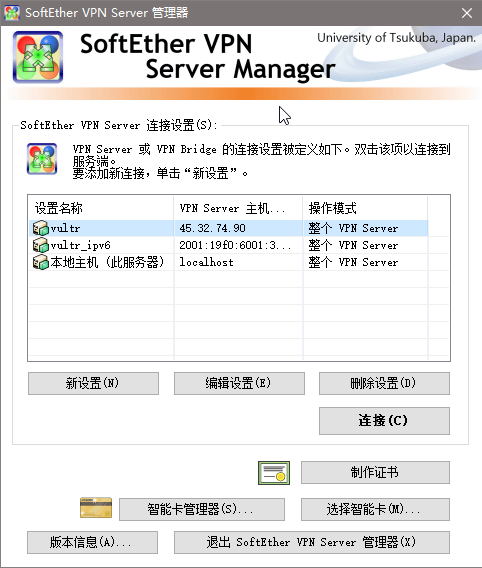 SoftEther VPN Server 管理器
SoftEther VPN
Server Manager
University of Tsukuba, Japan.
SoftEther VPN Server 连接设置(S):
VPN Server 或 VPN Bridge 的连接设置被定义如下。双击该项以连接到
服务端。
要添加新连接，单击“新设置”。
设置名称 VPN Server 主机... 操作模式
vultr 45.32.74.90 整个 VPN Server
vultr_ipv6 2001:19f0:6001:3... 整个 VPN Server
本地主机 (此服务器) localhost 整个 VPN Server
新设置(N) 编辑设置(E) 删除设置(D)
连接(C)
制作证书
智能卡管理器(S)... 选择智能卡(M)...
版本信息(A)... 退出 SoftEther VPN Server 管理器(X)